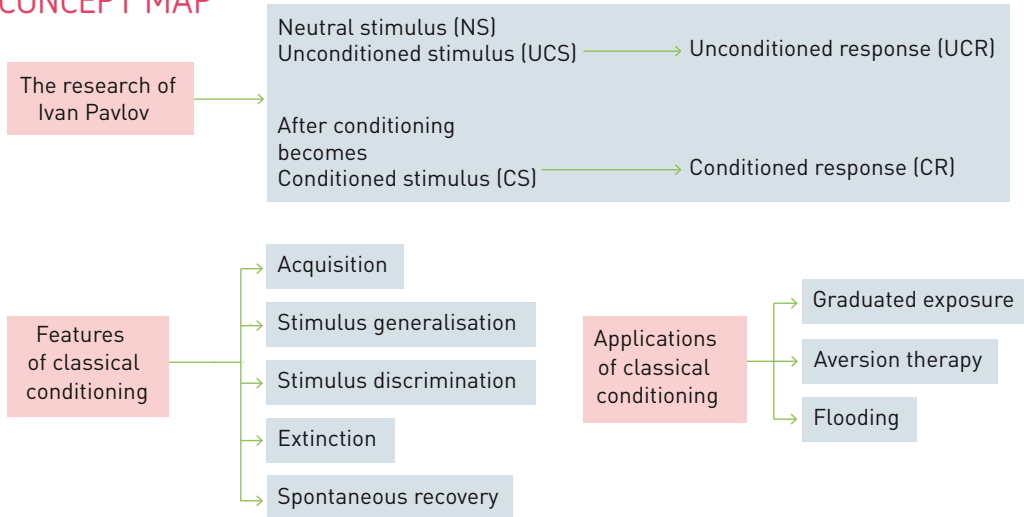 CONCEPT MAP
The research of
Ivan Pavlov
Neutral stimulus (NS)
Unconditioned stimulus (UCS)
Unconditioned response (UCR)
After conditioning
becomes
Conditioned stimulus (CS)
Conditioned response (CR)
Features
of classical
conditioning
Acquisition
Stimulus generalisation
Stimulus discrimination
Extinction
Spontaneous recovery
Applications
of classical
conditioning
Graduated exposure
Aversion therapy
Flooding